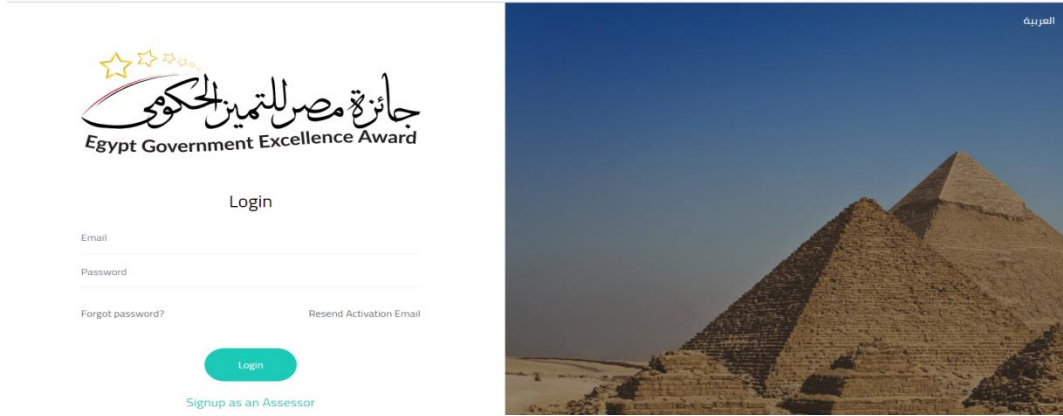 العربية
جائزة مصر للتميز الحكومى
Egypt Government Excellence Award
Login
Email
Password
Forgot password?
Resend Activation Email
Login
Signup as an Assessor